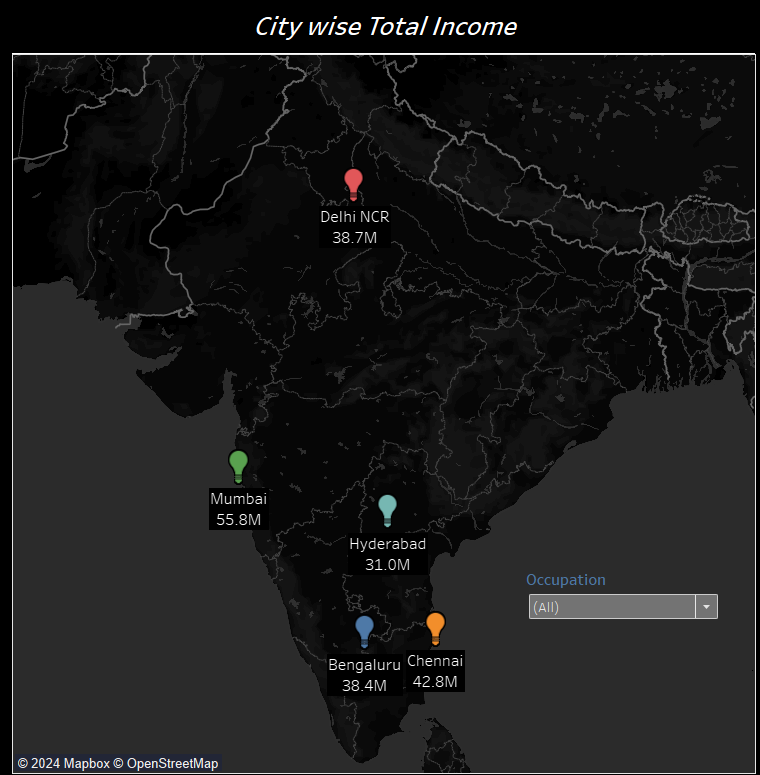 City wise Total Income
Delhi NCR
38.7M
Mumbai
55.8M
Hyderabad
31.0M
Occupation
(All)
Bengaluru
38.4M
Chennai
42.8M
© 2024 Mapbox © OpenStreetMap